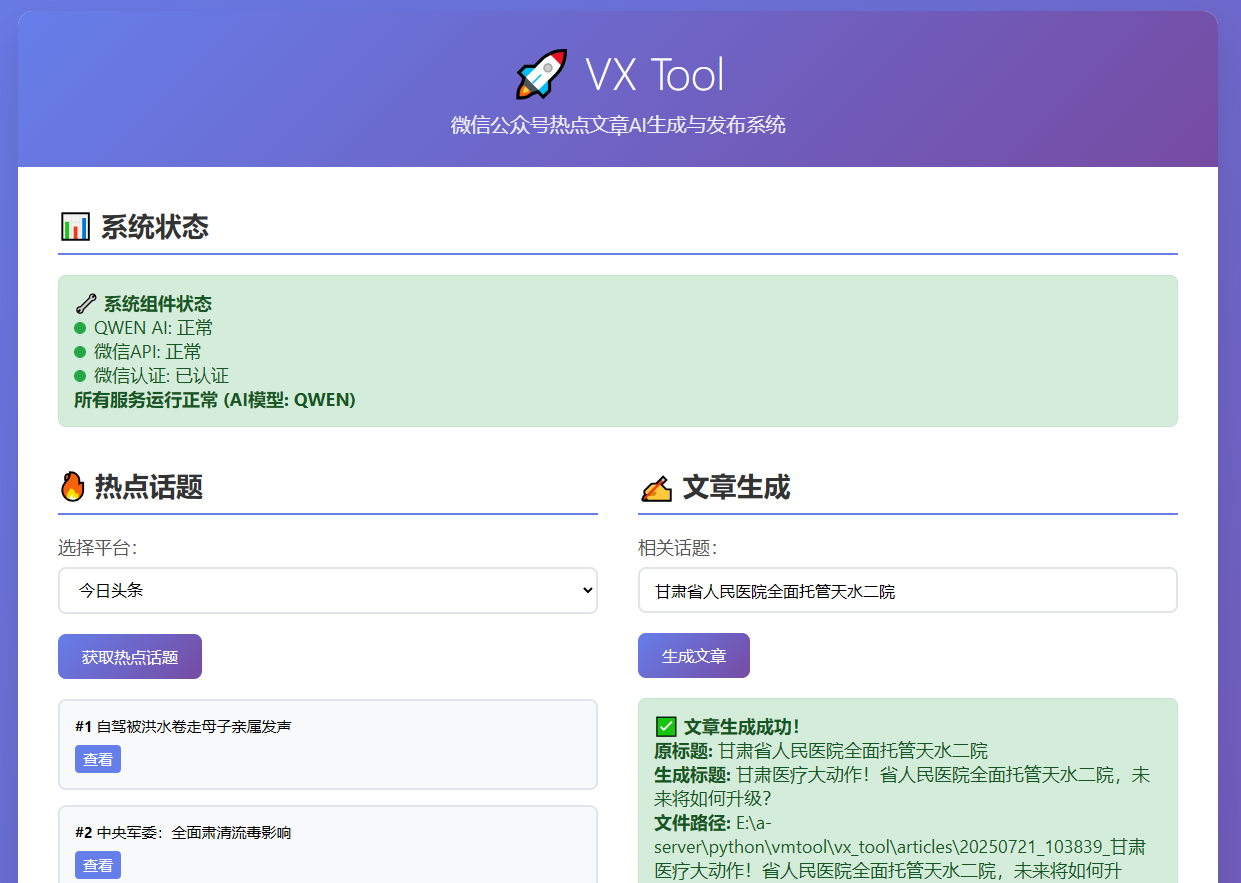 VX Tool
微信公众号热点文章AI生成与发布系统
系统状态
系统组件状态
QWEN AI: 正常
微信API: 正常
微信认证: 已认证
所有服务运行正常 (AI模型: QWEN)
热点话题
选择平台:
今日头条
获取热点话题
#1 自驾被洪水卷走母子亲属发声
查看
#2 中央军委：全面肃清流毒影响
查看
文章生成
相关话题:
甘肃省人民医院全面托管天水二院
生成文章
文章生成成功！
原标题: 甘肃省人民医院全面托管天水二院
生成标题: 甘肃医疗大动作！省人民医院全面托管天水二院，未
来将如何升级？
文件路径: E:\a-
server\python\vmtool\vx_tool\articles\20250721_103839_甘肃
医疗大动作！省人民医院全面托管天水二院，未来将如何升